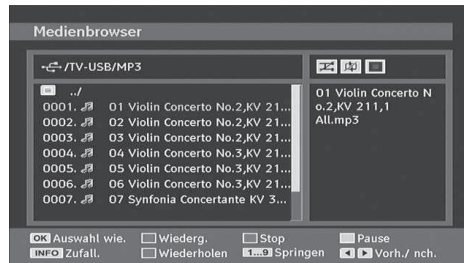 Medienbrowser
/TV-USB/MP3
../
0001. 01 Violin Concerto No.2,KV 21...
0002. 02 Violin Concerto No.2,KV 21...
0003. 03 Violin Concerto No.2,KV 21...
0004. 04 Violin Concerto No.3,KV 21...
0005. 05 Violin Concerto No.3,KV 21...
0006. 06 Violin Concerto No.3,KV 21...
0007. 07 Synfonia Concertante KV 3...
01 Violin Concerto N
o.2,KV 211,1
All.mp3
OK Auswahl wie. Wiederg. Stop Pause
INFO Zufall. Wiederholen 1...9 Springen Vorh./ nch.